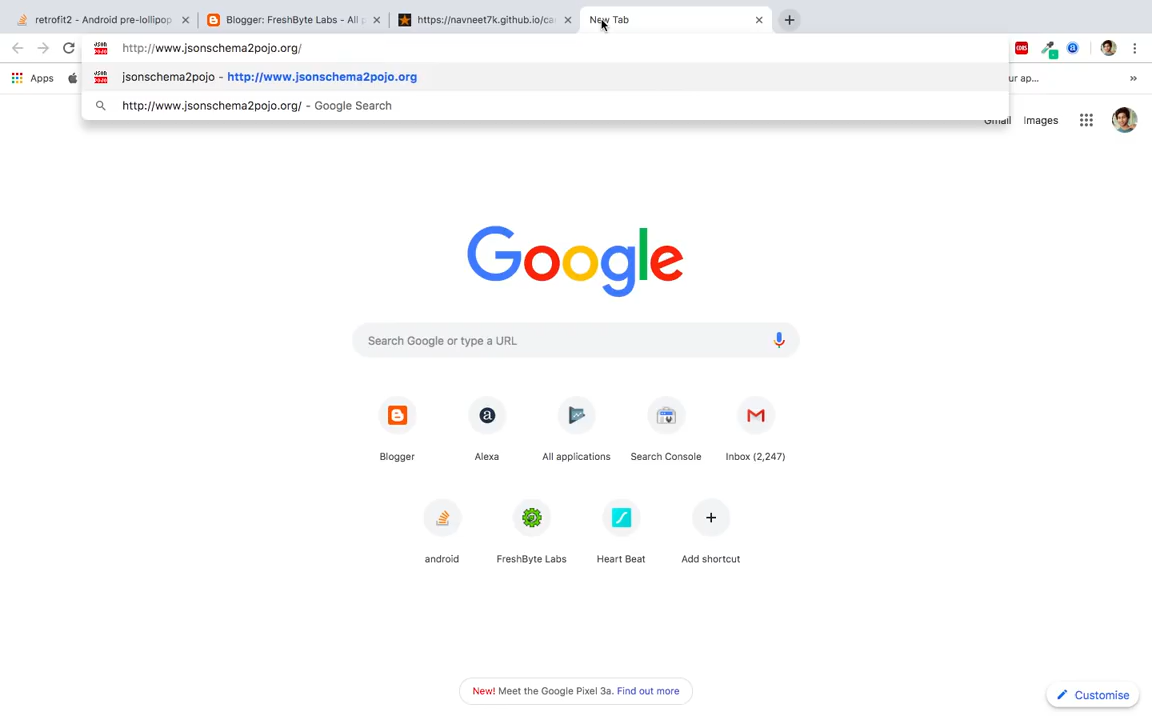 retrofit2 - Android pre-lollipop
Blogger: FreshByte Labs - All p
https://navneet7k.github.io/ca
New Tab
http://www.jsonschema2pojo.org/
Apps
ur ap...
jsonschema2pojo - http://www.jsonschema2pojo.org
http://www.jsonschema2pojo.org/ - Google Search
Gmail Images
Google
Search Google or type a URL
Blogger
Alexa
All applications
Search Console
Inbox (2,247)
android
FreshByte Labs
Heart Beat
Add shortcut
New! Meet the Google Pixel 3a. Find out more
Customise